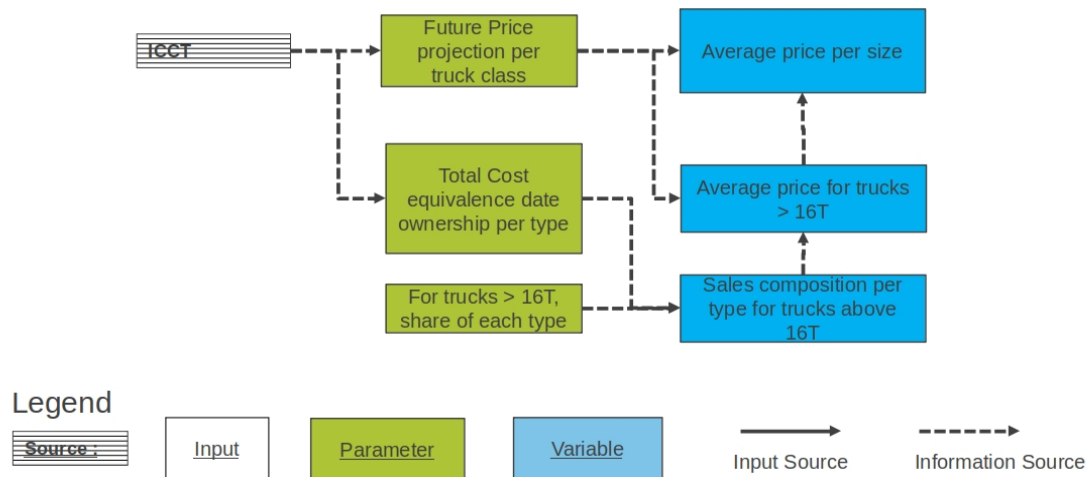 ICCT
Future Price
projection per
truck class
Average price per size
Total Cost
equivalence date
ownership per type
Average price for trucks
> 16T
For trucks > 16T,
share of each type
Sales composition per
type for trucks above
16T
Legend
Source :
Input
Parameter
Variable
Input Source
Information Source